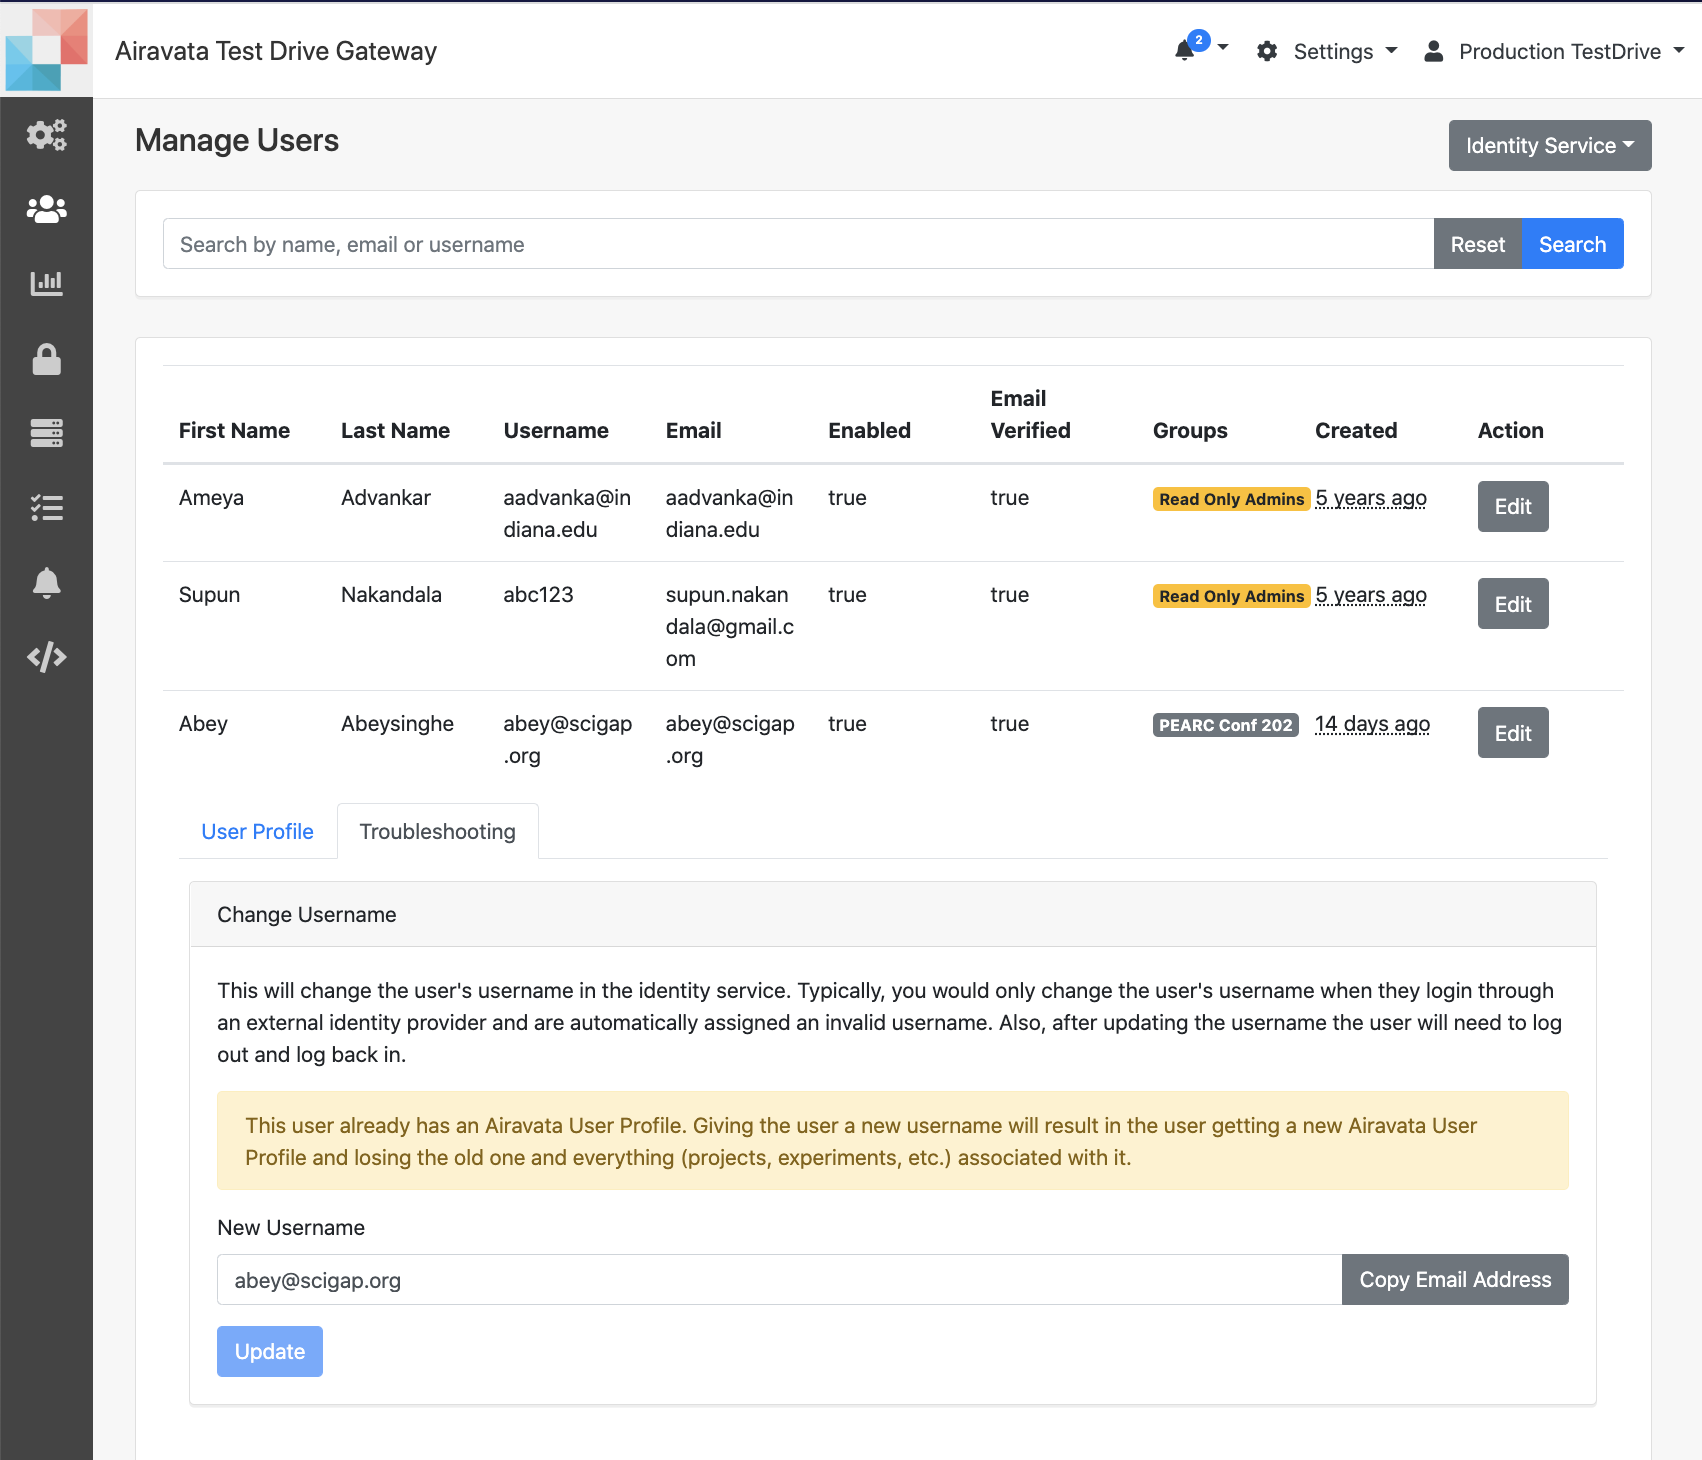 Airavata Test Drive Gateway
2
Settings
Production TestDrive
Manage Users
Identity Service
Search by name, email or username
Reset
Search
First Name
Last Name
Username
Email
Enabled
Email
Verified
Groups
Created
Action
Ameya
Advankar
aadvanka@in
diana.edu
aadvanka@in
diana.edu
true
true
Read Only Admins
5 years ago
Edit
Supun
Nakandala
abc123
supun.nakan
dala@gmail.c
om
true
true
Read Only Admins
5 years ago
Edit
Abey
Abeysinghe
abey@scigap
.org
abey@scigap
.org
true
true
PEARC Conf 202
14 days ago
Edit
User Profile
Troubleshooting
Change Username
This will change the user's username in the identity service. Typically, you would only change the user's username when they login through
an external identity provider and are automatically assigned an invalid username. Also, after updating the username the user will need to log
out and log back in.
This user already has an Airavata User Profile. Giving the user a new username will result in the user getting a new Airavata User
Profile and losing the old one and everything (projects, experiments, etc.) associated with it.
New Username
abey@scigap.org
Copy Email Address
Update